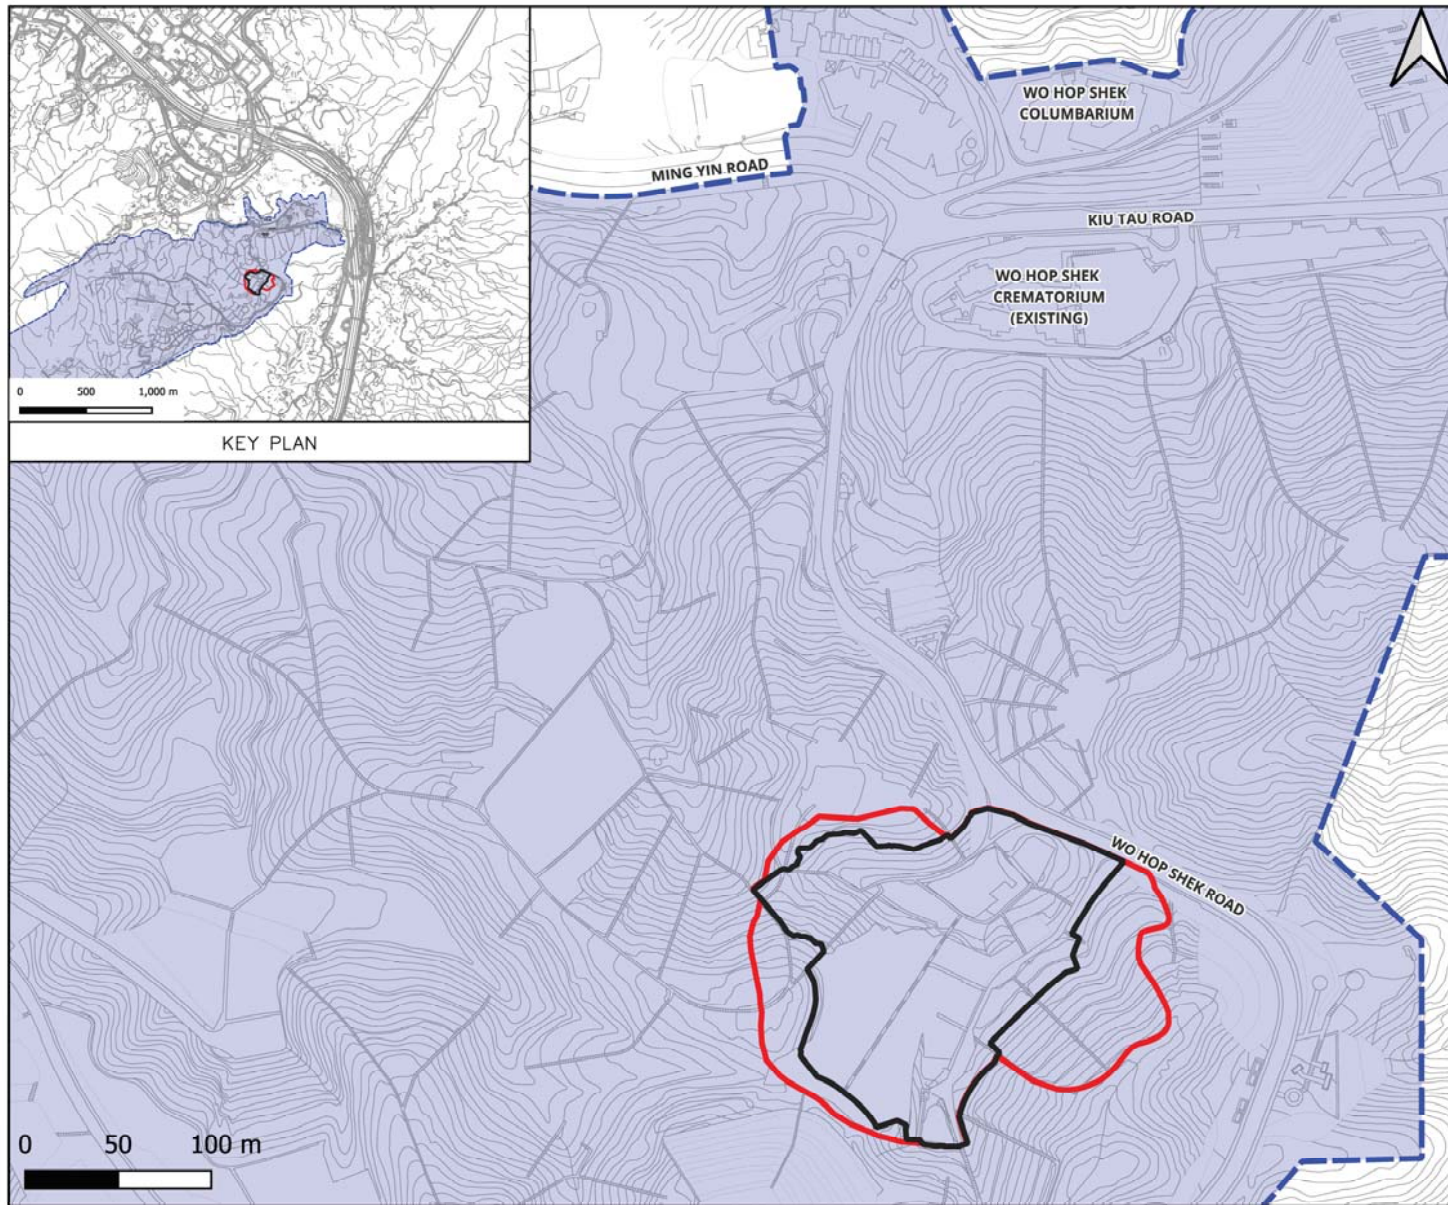 WO HOP SHEK
COLUMBARIUM
MING YIN ROAD
KIU TAU ROAD
WO HOP SHEK
CREMATORIUM
(EXISTING)
0 500 1,000 m
KEY PLAN
WO HOP SHEK ROAD
0 50 100 m